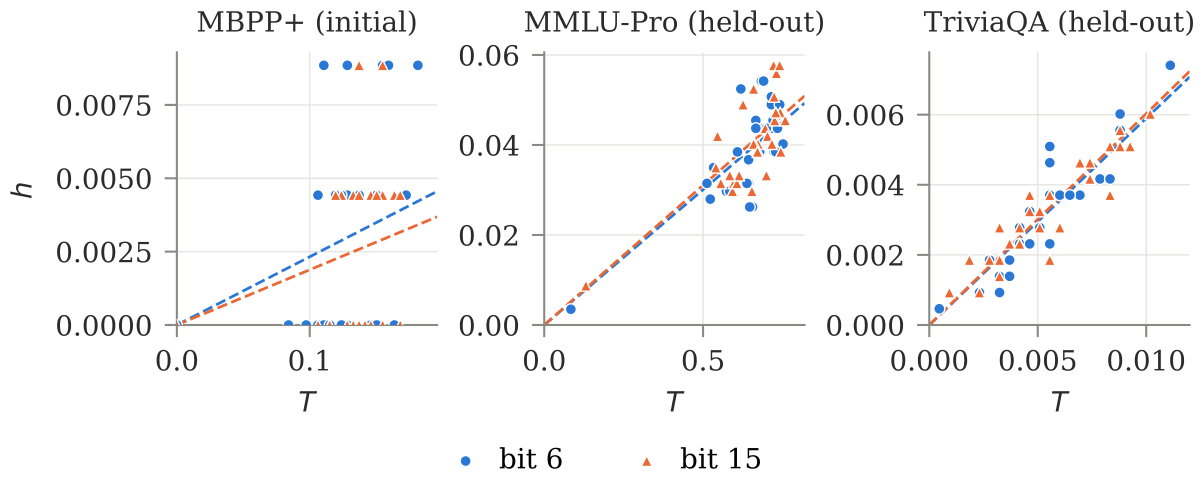 MBPP+ (initial)
MMLU-Pro (held-out)
TriviaQA (held-out)
h
0.0075
0.0050
0.0025
0.0000
0.0
0.1
T
0.06
0.04
0.02
0.00
0.0
0.5
T
0.006
0.004
0.002
0.000
0.000
0.005
0.010
T
bit 6
bit 15